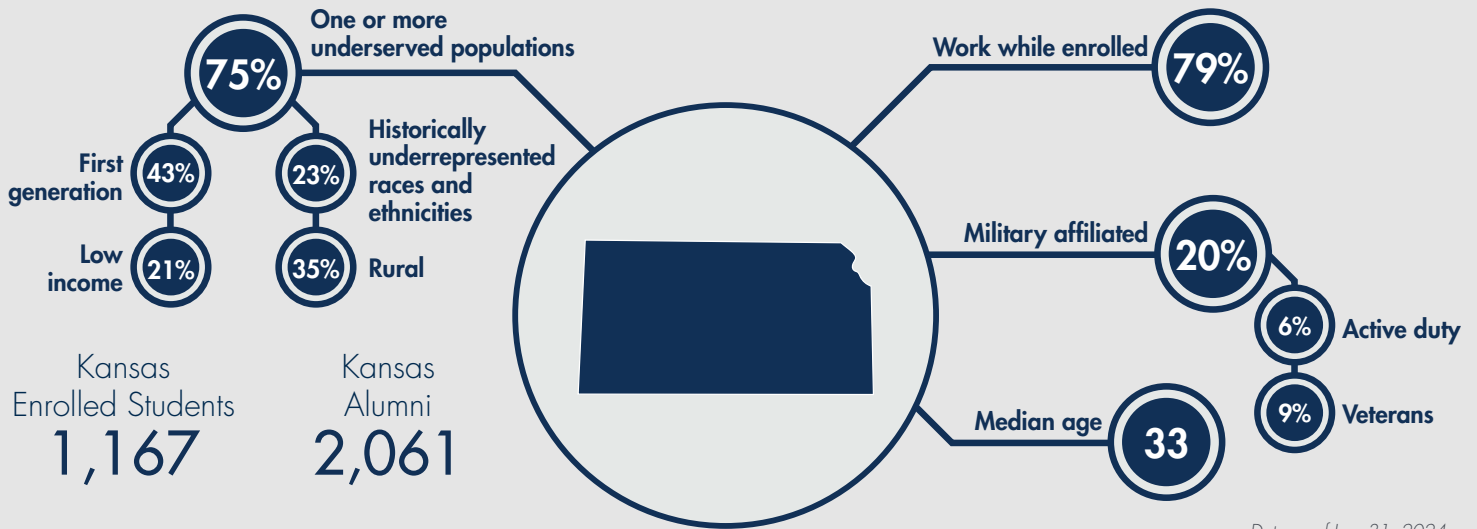 One or more
underserved populations
75%
First
generation
43%
23%
Historically
underrepresented
races and
ethnicities
Low
income
21%
35%
Rural
Kansas
Enrolled Students
1,167
Kansas
Alumni
2,061
Work while enrolled
79%
Military affiliated
20%
6%
Active duty
9%
Veterans
Median age
33